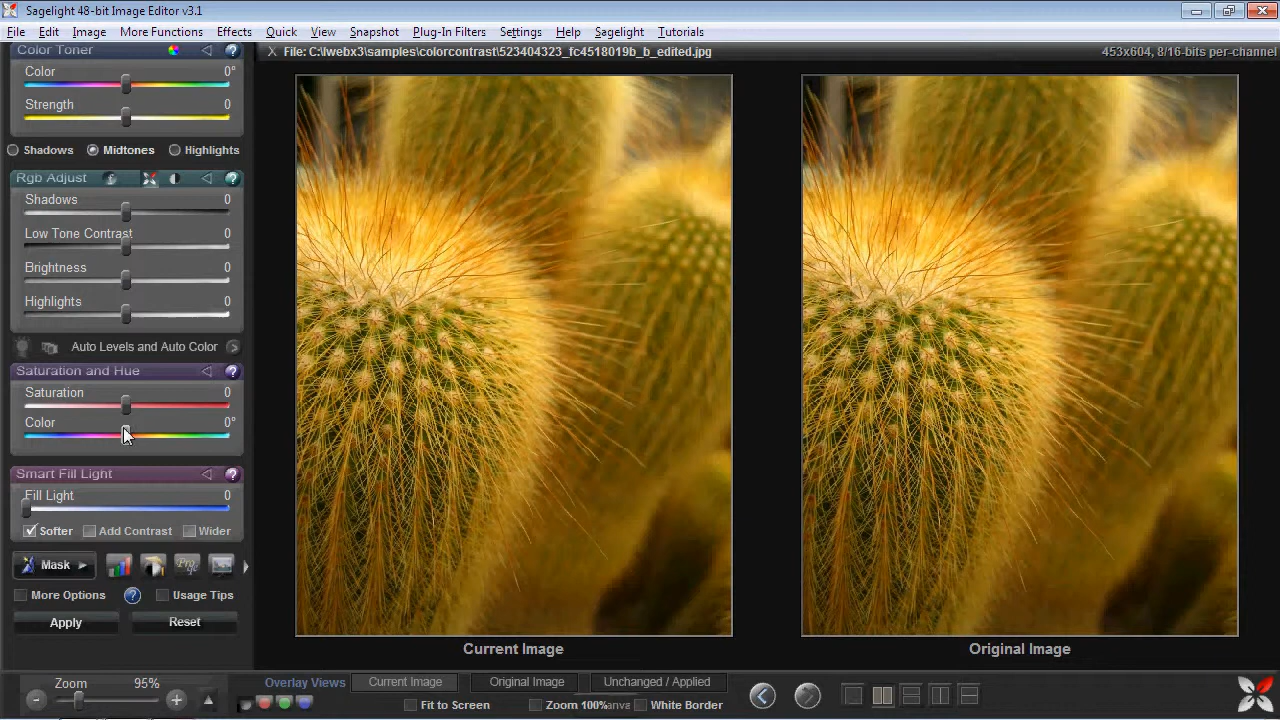 Sagelight 48-bit Image Editor v3.1
File Edit Image More Functions Effects Quick View Snapshot Plug-In Filters Settings Help Sagelight Tutorials
Color Toner ?
X File: C:\lwebx3\samples\colorcontrast\523404323_fc4518019b_b_edited.jpg
453x604, 8/16-bits per-channel
Color 0°
Strength 0
Shadows Midtones Highlights
Rgb Adjust ?
Shadows 0
Low Tone Contrast 0
Brightness 0
Highlights 0
Auto Levels and Auto Color >
Saturation and Hue ?
Saturation 0
Color 0°
Smart Fill Light ?
Fill Light 0
Softer Add Contrast Wider
Mask
More Options ? Usage Tips
Apply Reset
Current Image Original Image
Zoom 95%
Overlay Views Current Image Original Image Unchanged / Applied
Fit to Screen Zoom 100% White Border